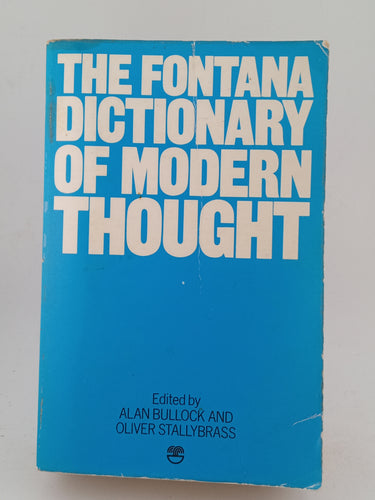 THE FONTANA
DICTIONARY
OF MODERN
THOUGHT
Edited by
ALAN BULLOCK AND
OLIVER STALLYBRASS